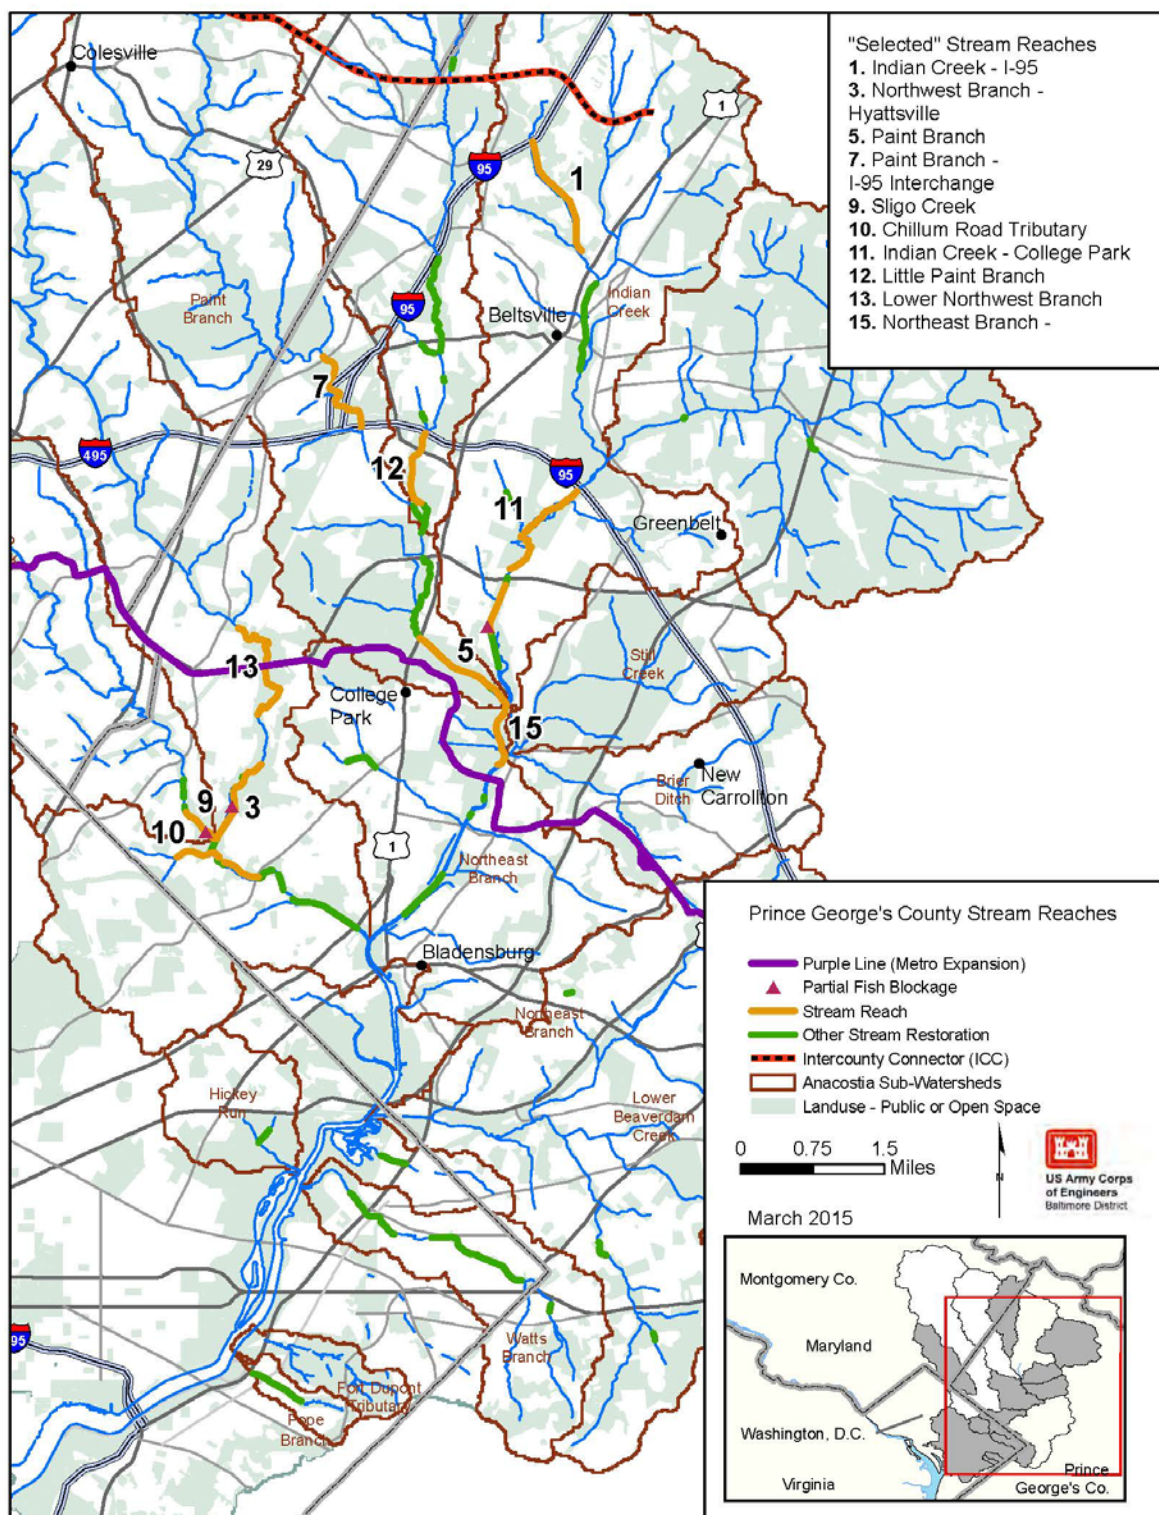 Colesville
1
29
95
1
"Selected" Stream Reaches
1. Indian Creek - I-95
3. Northwest Branch -
Hyattsville
5. Paint Branch
7. Paint Branch -
I-95 Interchange
9. Sligo Creek
10. Chillum Road Tributary
11. Indian Creek - College Park
12. Little Paint Branch
13. Lower Northwest Branch
15. Northeast Branch -
Paint
Branch
95
Beltsville
Indian
Creek
7
495
12
95
11
Greenbelt
5
Still
Creek
13
College
Park
15
New
Carrollton
Brier
Ditch
9
3
10
1
Northeast
Branch
Bladensburg
Northeast
Branch
Hickey
Run
Lower
Beaverdam
Creek
95
Watts
Branch
Fort Dupont
Tributary
Pope
Branch
Prince George's County Stream Reaches
Purple Line (Metro Expansion)
Partial Fish Blockage
Stream Reach
Other Stream Restoration
Intercounty Connector (ICC)
Anacostia Sub-Watersheds
Landuse - Public or Open Space
0 0.75 1.5
Miles
N
US Army Corps
of Engineers
Baltimore District
March 2015
Montgomery Co.
Maryland
Washington, D.C.
Virginia
Prince
George's Co.